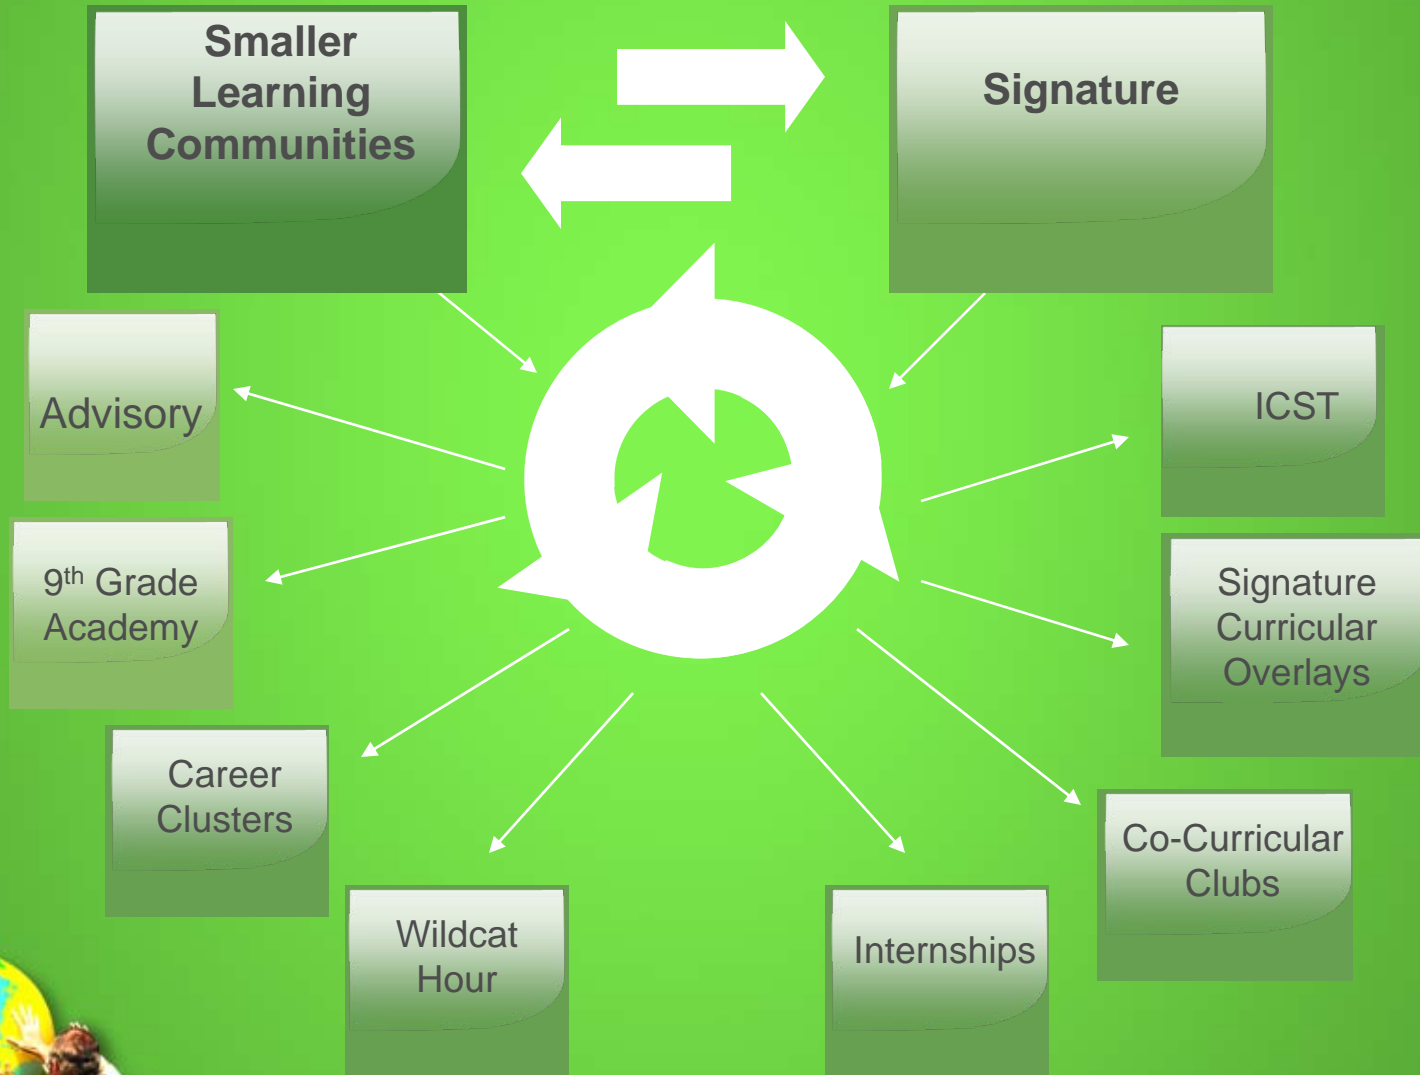 Smaller
Learning
Communities
Signature
Advisory
ICST
9th Grade
Academy
Signature
Curricular
Overlays
Career
Clusters
Co-Curricular
Clubs
Wildcat
Hour
Internships